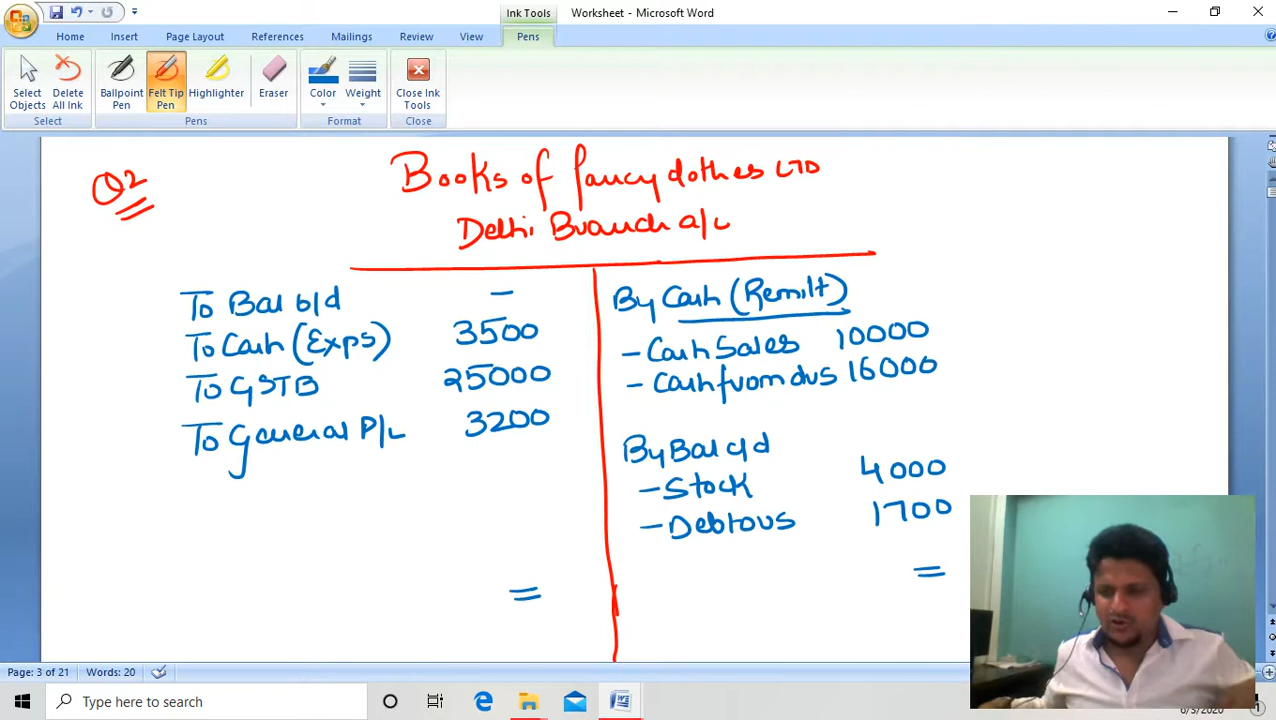 Ink Tools
Worksheet - Microsoft Word
Home Insert Page Layout References Mailings Review View Pens
Select Objects
Delete All Ink
Ballpoint Pen
Felt Tip Pen
Highlighter
Eraser
Color
Weight
Close Ink Tools
Select Pens Format Close
Q2
Books of fancy clothes LTD
Delhi Branch a/c
To Bal b/d -
To Cash (Exps) 3500
To GSTB 25000
To General P/L 3200
=
By Cash (Remitt)
- Cash Sales 10000
- Cash from drs 16000
By Bal c/d
- Stock 4000
- Debtors 1700
=
Page: 3 of 21 Words: 20
Type here to search